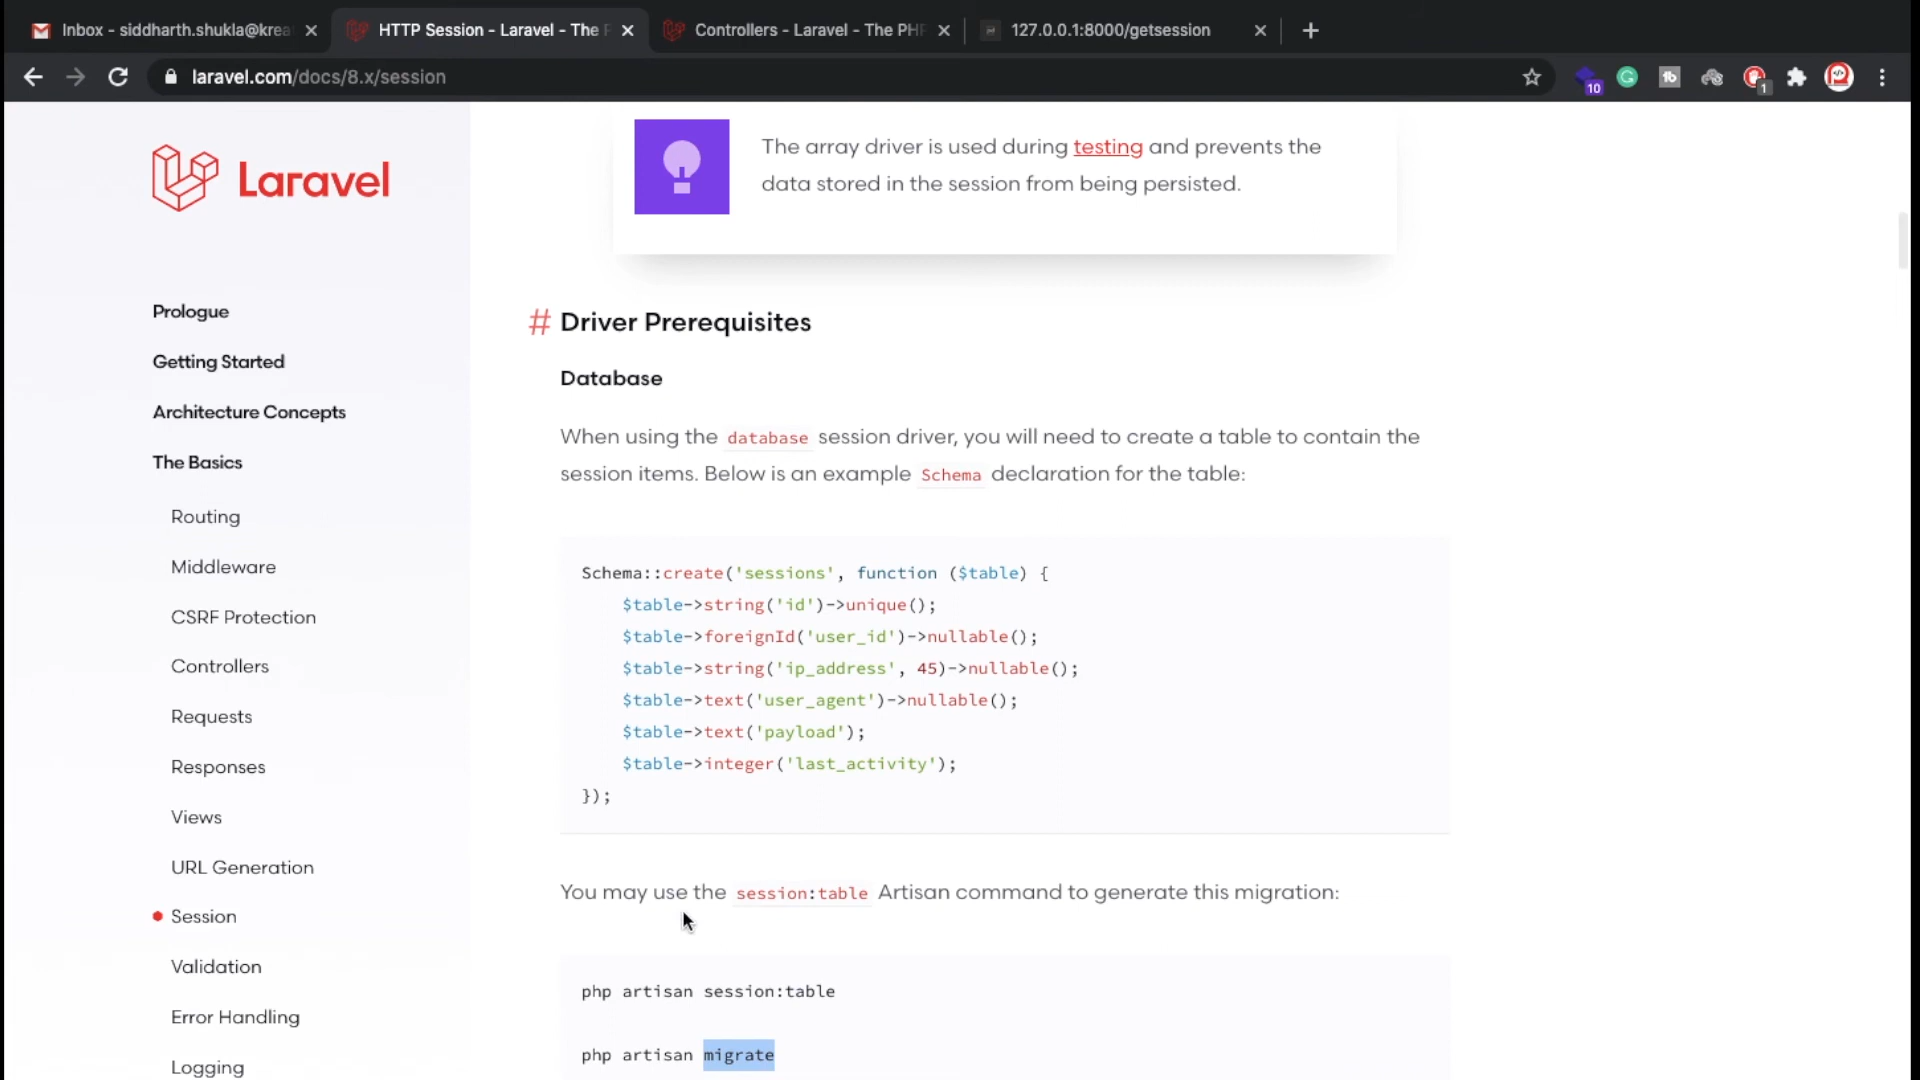 Inbox - siddharth.shukla@krea
HTTP Session - Laravel - The P
Controllers - Laravel - The PHP
127.0.0.1:8000/getsession
laravel.com/docs/8.x/session
10
1
Laravel
Prologue
Getting Started
Architecture Concepts
The Basics
Routing
Middleware
CSRF Protection
Controllers
Requests
Responses
Views
URL Generation
Session
Validation
Error Handling
Logging
The array driver is used during testing and prevents the
data stored in the session from being persisted.
# Driver Prerequisites
Database
When using the database session driver, you will need to create a table to contain the
session items. Below is an example Schema declaration for the table:
Schema::create('sessions', function ($table) {
    $table->string('id')->unique();
    $table->foreignId('user_id')->nullable();
    $table->string('ip_address', 45)->nullable();
    $table->text('user_agent')->nullable();
    $table->text('payload');
    $table->integer('last_activity');
});
You may use the session:table Artisan command to generate this migration:
php artisan session:table
php artisan migrate